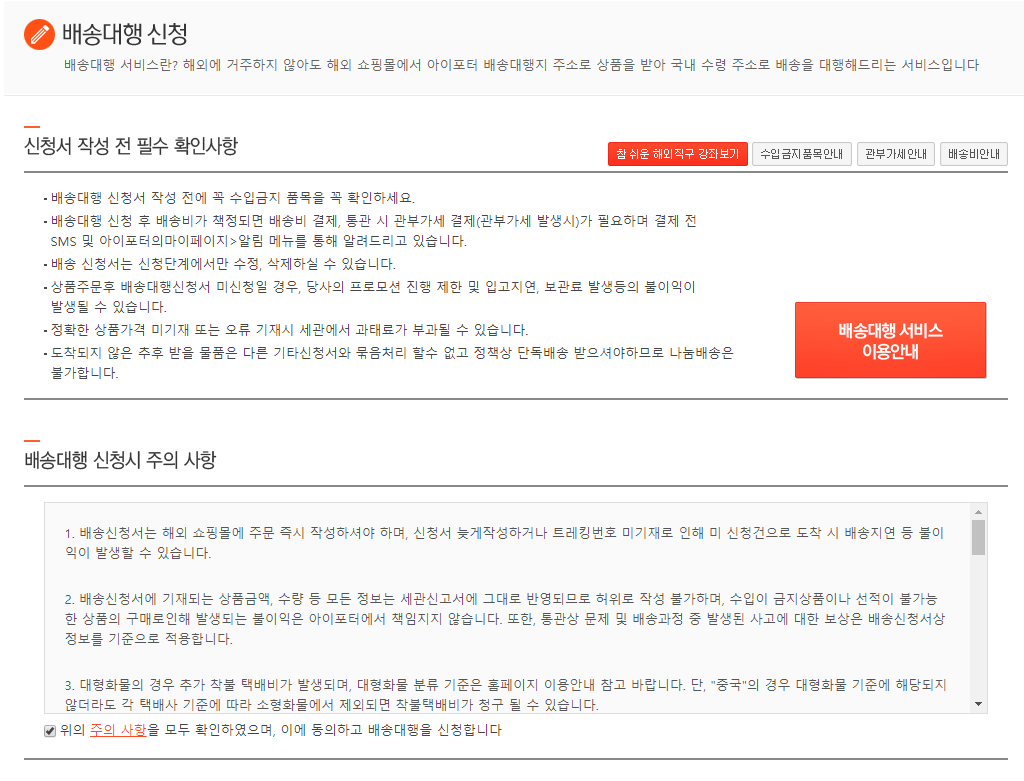 배송대행 신청
배송대행 서비스란? 해외에 거주하지 않아도 해외 쇼핑몰에서 아이포터 배송대행지 주소로 상품을 받아 국내 수령 주소로 배송을 대행해드리는 서비스입니다
신청서 작성 전 필수 확인사항
참 쉬운 해외직구 강좌보기
수입금지품목안내
관부가세안내
배송비안내
- 배송대행 신청서 작성 전에 꼭 수입금지 품목을 꼭 확인하세요.
- 배송대행 신청 후 배송비가 책정되면 배송비 결제, 통관 시 관부가세 결제(관부가세 발생시)가 필요하며 결제 전
SMS 및 아이포터의마이페이지>알림 메뉴를 통해 알려드리고 있습니다.
- 배송 신청서는 신청단계에서만 수정, 삭제하실 수 있습니다.
- 상품주문후 배송대행신청서 미신청일 경우, 당사의 프로모션 진행 제한 및 입고지연, 보관료 발생등의 불이익이
발생될 수 있습니다.
- 정확한 상품가격 미기재 또는 오류 기재시 세관에서 과태료가 부과될 수 있습니다.
- 도착되지 않은 추후 받을 물품은 다른 기타신청서와 묶음처리 할수 없고 정책상 단독배송 받으셔야하므로 나눔배송은
불가합니다.
배송대행 서비스
이용안내
배송대행 신청시 주의 사항
1. 배송신청서는 해외 쇼핑몰에 주문 즉시 작성하셔야 하며, 신청서 늦게작성하거나 트레킹번호 미기재로 인해 미 신청건으로 도착 시 배송지연 등 불이
익이 발생할 수 있습니다.
2. 배송신청서에 기재되는 상품금액, 수량 등 모든 정보는 세관신고서에 그대로 반영되므로 허위로 작성 불가하며, 수입이 금지상품이나 선적이 불가능
한 상품의 구매로인해 발생되는 불이익은 아이포터에서 책임지지 않습니다. 또한, 통관상 문제 및 배송과정 중 발생된 사고에 대한 보상은 배송신청서상
정보를 기준으로 적용합니다.
3. 대형화물의 경우 추가 착불 택배비가 발생되며, 대형화물 분류 기준은 홈페이지 이용안내 참고 바랍니다. 단, "중국"의 경우 대형화물 기준에 해당되지
않더라도 각 택배사 기준에 따라 소형화물에서 제외되면 착불택배비가 청구 될 수 있습니다.
위의 주의 사항을 모두 확인하였으며, 이에 동의하고 배송대행을 신청합니다